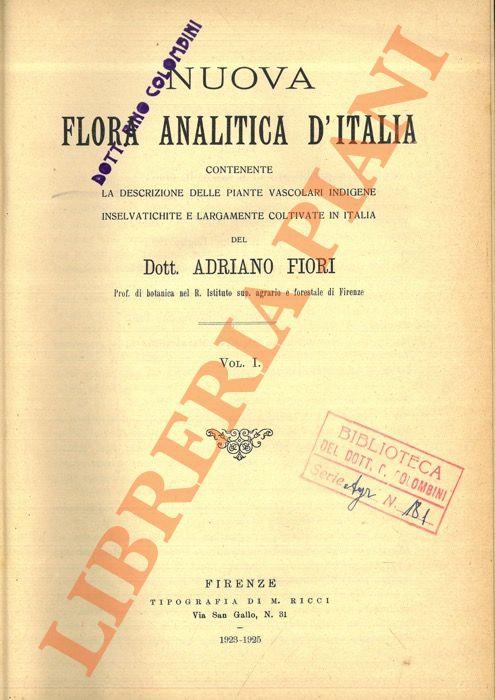 NUOVA
FLORA ANALITICA D'ITALIA
CONTENENTE
LA DESCRIZIONE DELLE PIANTE VASCOLARI INDIGENE
INSELVATICHITE E LARGAMENTE COLTIVATE IN ITALIA
DEL
Dott. ADRIANO FIORI
Prof. di botanica nel R. Istituto sup. agrario e forestale di Firenze
VOL. I.
FIRENZE
TIPOGRAFIA DI M. RICCI
Via San Gallo, N. 31
1923-1925
DOTT. PINO COLOMBINI
BIBLIOTECA
DEL DOTT. P. COLOMBINI
Serie Agr N. 181
LIBRERIA PIANI